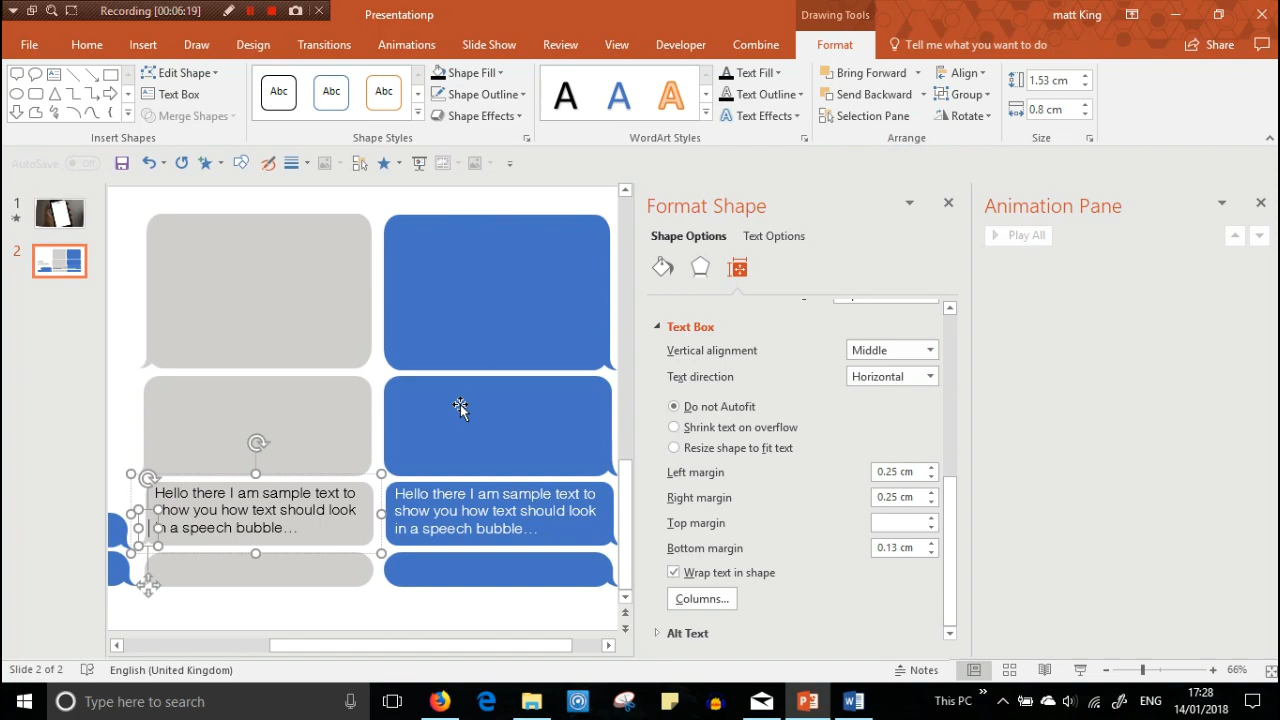 Recording [00:06:19]
Presentationp
Drawing Tools
matt King
File
Home
Insert
Draw
Design
Transitions
Animations
Slide Show
Review
View
Developer
Combine
Format
Tell me what you want to do
Share
Edit Shape
Text Box
Merge Shapes
Insert Shapes
Abc
Abc
Abc
Shape Fill
Shape Outline
Shape Effects
Shape Styles
A
A
A
Text Fill
Text Outline
Text Effects
WordArt Styles
Bring Forward
Send Backward
Selection Pane
Align
Group
Rotate
Arrange
1.53 cm
0.8 cm
Size
AutoSave
Off
1
2
Hello there I am sample text to
show you how text should look
in a speech bubble…
Hello there I am sample text to
show you how text should look
in a speech bubble…
Format Shape
Shape Options
Text Options
Text Box
Vertical alignment
Middle
Text direction
Horizontal
Do not Autofit
Shrink text on overflow
Resize shape to fit text
Left margin
0.25 cm
Right margin
0.25 cm
Top margin
Bottom margin
0.13 cm
Wrap text in shape
Columns...
Alt Text
Animation Pane
Play All
Slide 2 of 2
English (United Kingdom)
Notes
66%
Type here to search
This PC
ENG
17:28
14/01/2018